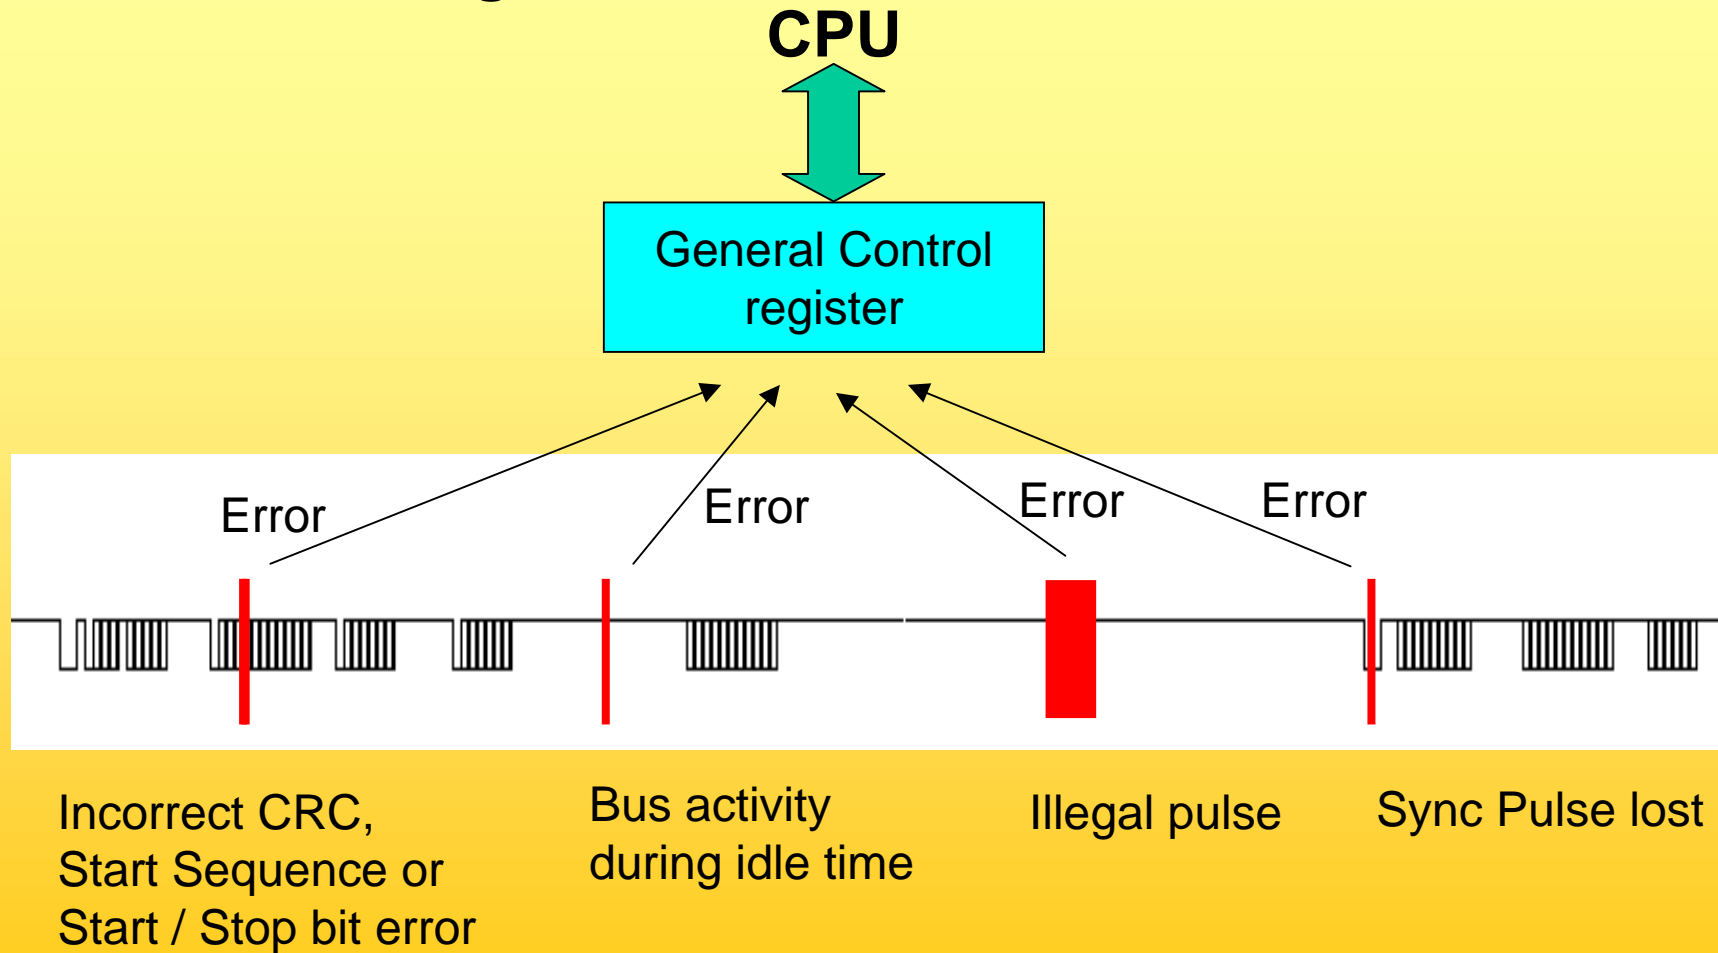 CPU
General Control
register
Error
Error
Error
Error
Incorrect CRC,
Start Sequence or
Start / Stop bit error
Bus activity
during idle time
Illegal pulse
Sync Pulse lost